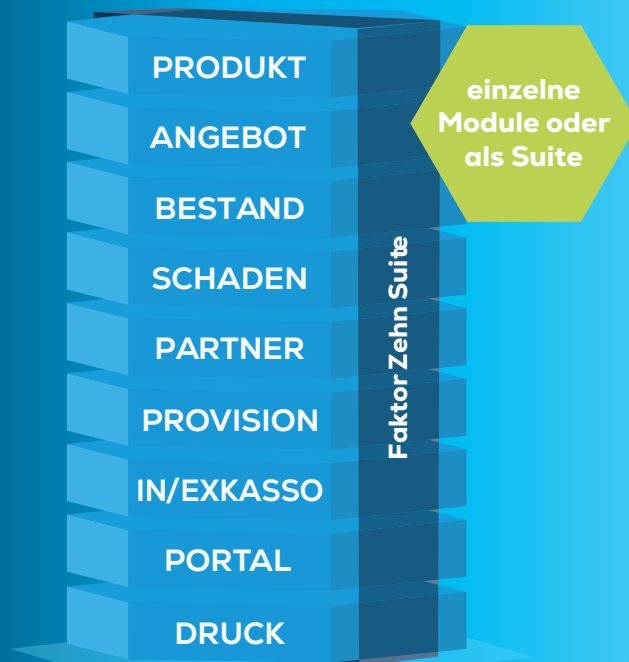 PRODUKT
ANGEBOT
BESTAND
SCHADEN
PARTNER
PROVISION
IN/EXKASSO
PORTAL
DRUCK
Faktor Zehn Suite
einzelne
Module oder
als Suite